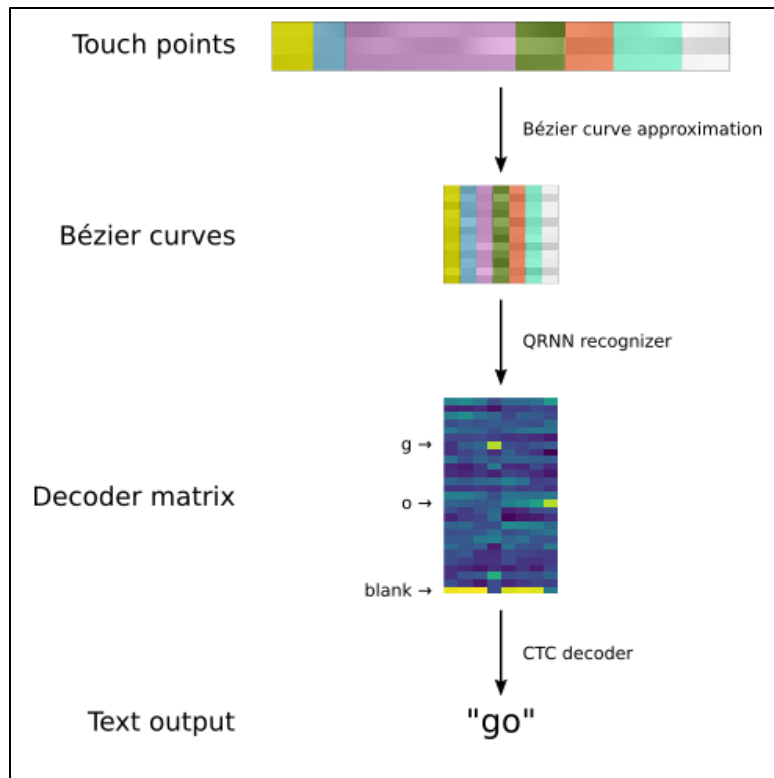 Touch points
Bézier curve approximation
Bézier curves
QRNN recognizer
g →
Decoder matrix
o →
blank →
CTC decoder
Text output
"go"